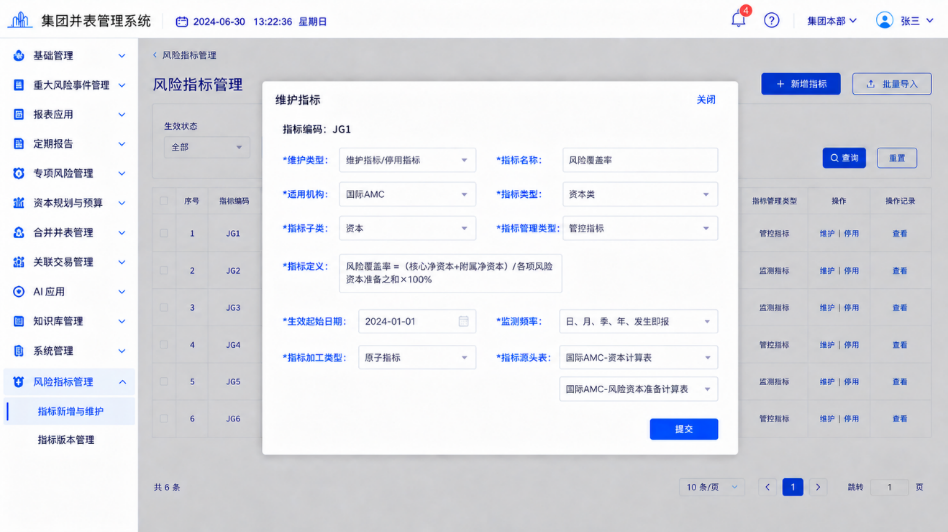 集团并表管理系统 2024-06-30 13:22:36 星期日 4 集团本部 张三
基础管理
重大风险事件管理
报表应用
定期报告
专项风险管理
资本规划与预算
合并并表管理
关联交易管理
AI 应用
知识库管理
系统管理
风险指标管理
指标新增与维护
指标版本管理
< 风险指标管理
风险指标管理
+ 新增指标 批量导入
生效状态
全部
查询 重置
序号 指标编码 指标管理类型 操作 操作记录
1 JG1 管控指标 维护 | 停用 查看
2 JG2 监测指标 维护 | 停用 查看
3 JG3 监测指标 维护 | 停用 查看
4 JG4 管控指标 维护 | 停用 查看
5 JG5 监测指标 维护 | 停用 查看
6 JG6 管控指标 维护 | 停用 查看
共 6 条 10 条/页 < 1 > 跳转 1 页
维护指标 关闭
指标编码: JG1
*维护类型: 维护指标/停用指标 *指标名称: 风险覆盖率
*适用机构: 国际AMC *指标类型: 资本类
*指标子类: 资本 *指标管理类型: 管控指标
*指标定义: 风险覆盖率 =（核心净资本+附属净资本）/各项风险
资本准备之和×100%
*生效起始日期: 2024-01-01 *监测频率: 日、月、季、年、发生即报
*指标加工类型: 原子指标 *指标源头表: 国际AMC-资本计算表
国际AMC-风险资本准备计算表
提交